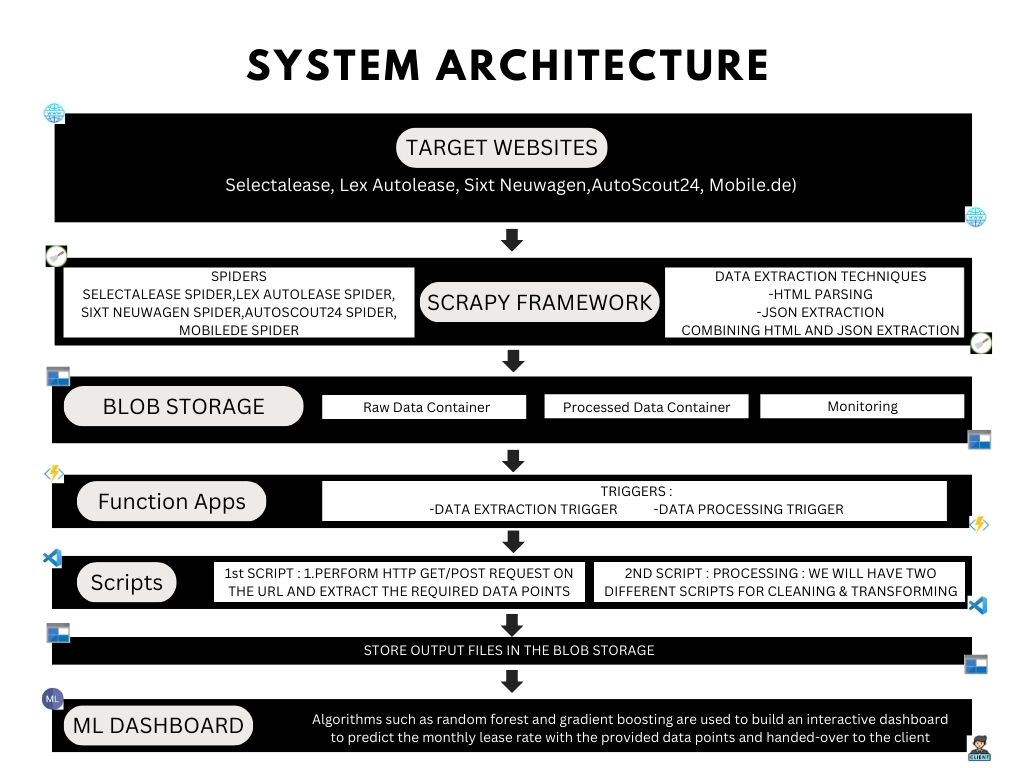 SYSTEM ARCHITECTURE
TARGET WEBSITES
Selectalease, Lex Autolease, Sixt Neuwagen,AutoScout24, Mobile.de)
SPIDERS
SELECTALEASE SPIDER,LEX AUTOLEASE SPIDER,
SIXT NEUWAGEN SPIDER,AUTOSCOUT24 SPIDER,
MOBILEDE SPIDER
SCRAPY FRAMEWORK
DATA EXTRACTION TECHNIQUES
-HTML PARSING
-JSON EXTRACTION
COMBINING HTML AND JSON EXTRACTION
BLOB STORAGE
Raw Data Container
Processed Data Container
Monitoring
Function Apps
TRIGGERS :
-DATA EXTRACTION TRIGGER -DATA PROCESSING TRIGGER
Scripts
1st SCRIPT : 1.PERFORM HTTP GET/POST REQUEST ON
THE URL AND EXTRACT THE REQUIRED DATA POINTS
2ND SCRIPT : PROCESSING : WE WILL HAVE TWO
DIFFERENT SCRIPTS FOR CLEANING & TRANSFORMING
STORE OUTPUT FILES IN THE BLOB STORAGE
ML
ML DASHBOARD
Algorithms such as random forest and gradient boosting are used to build an interactive dashboard
to predict the monthly lease rate with the provided data points and handed-over to the client
CLIENT
WWW
WWW